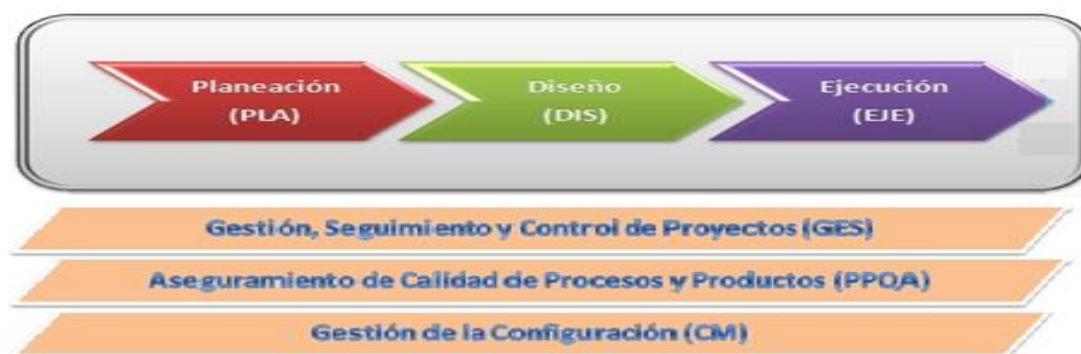 Planeación
(PLA)
Diseño
(DIS)
Ejecución
(EJE)
Gestión, Seguimiento y Control de Proyectos (GES)
Aseguramiento de Calidad de Procesos y Productos (PPQA)
Gestión de la Configuración (CM)